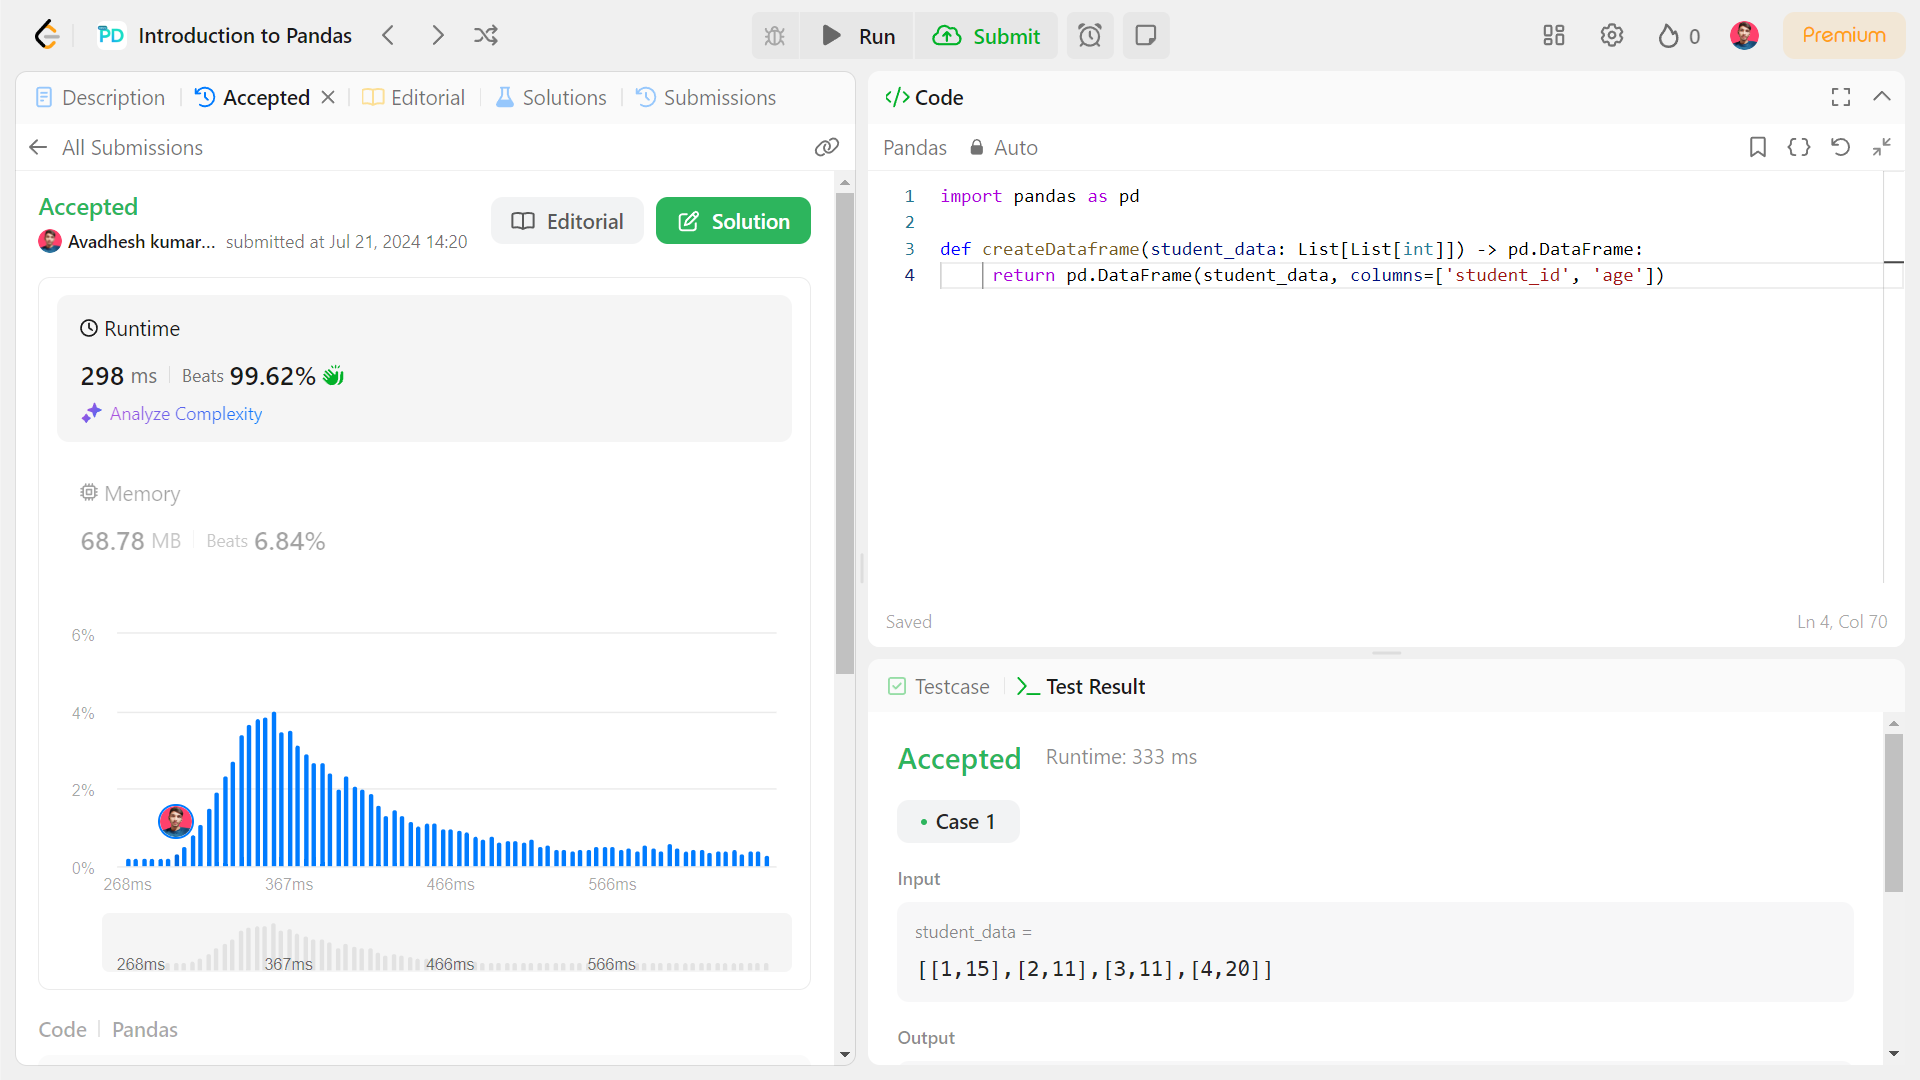 PD Introduction to Pandas
Run
Submit
0
Premium
Description
Accepted
Editorial
Solutions
Submissions
All Submissions
Accepted
Avadhesh kumar...
submitted at Jul 21, 2024 14:20
Editorial
Solution
Runtime
298 ms
Beats 99.62%
Analyze Complexity
Memory
68.78 MB
Beats 6.84%
6%
4%
2%
0%
268ms 367ms 466ms 566ms
268ms 367ms 466ms 566ms
Code
Pandas
</> Code
Pandas
Auto
1 import pandas as pd
2
3 def createDataframe(student_data: List[List[int]]) -> pd.DataFrame:
4 return pd.DataFrame(student_data, columns=['student_id', 'age'])
Saved
Ln 4, Col 70
Testcase
Test Result
Accepted
Runtime: 333 ms
• Case 1
Input
student_data =
[[1,15],[2,11],[3,11],[4,20]]
Output